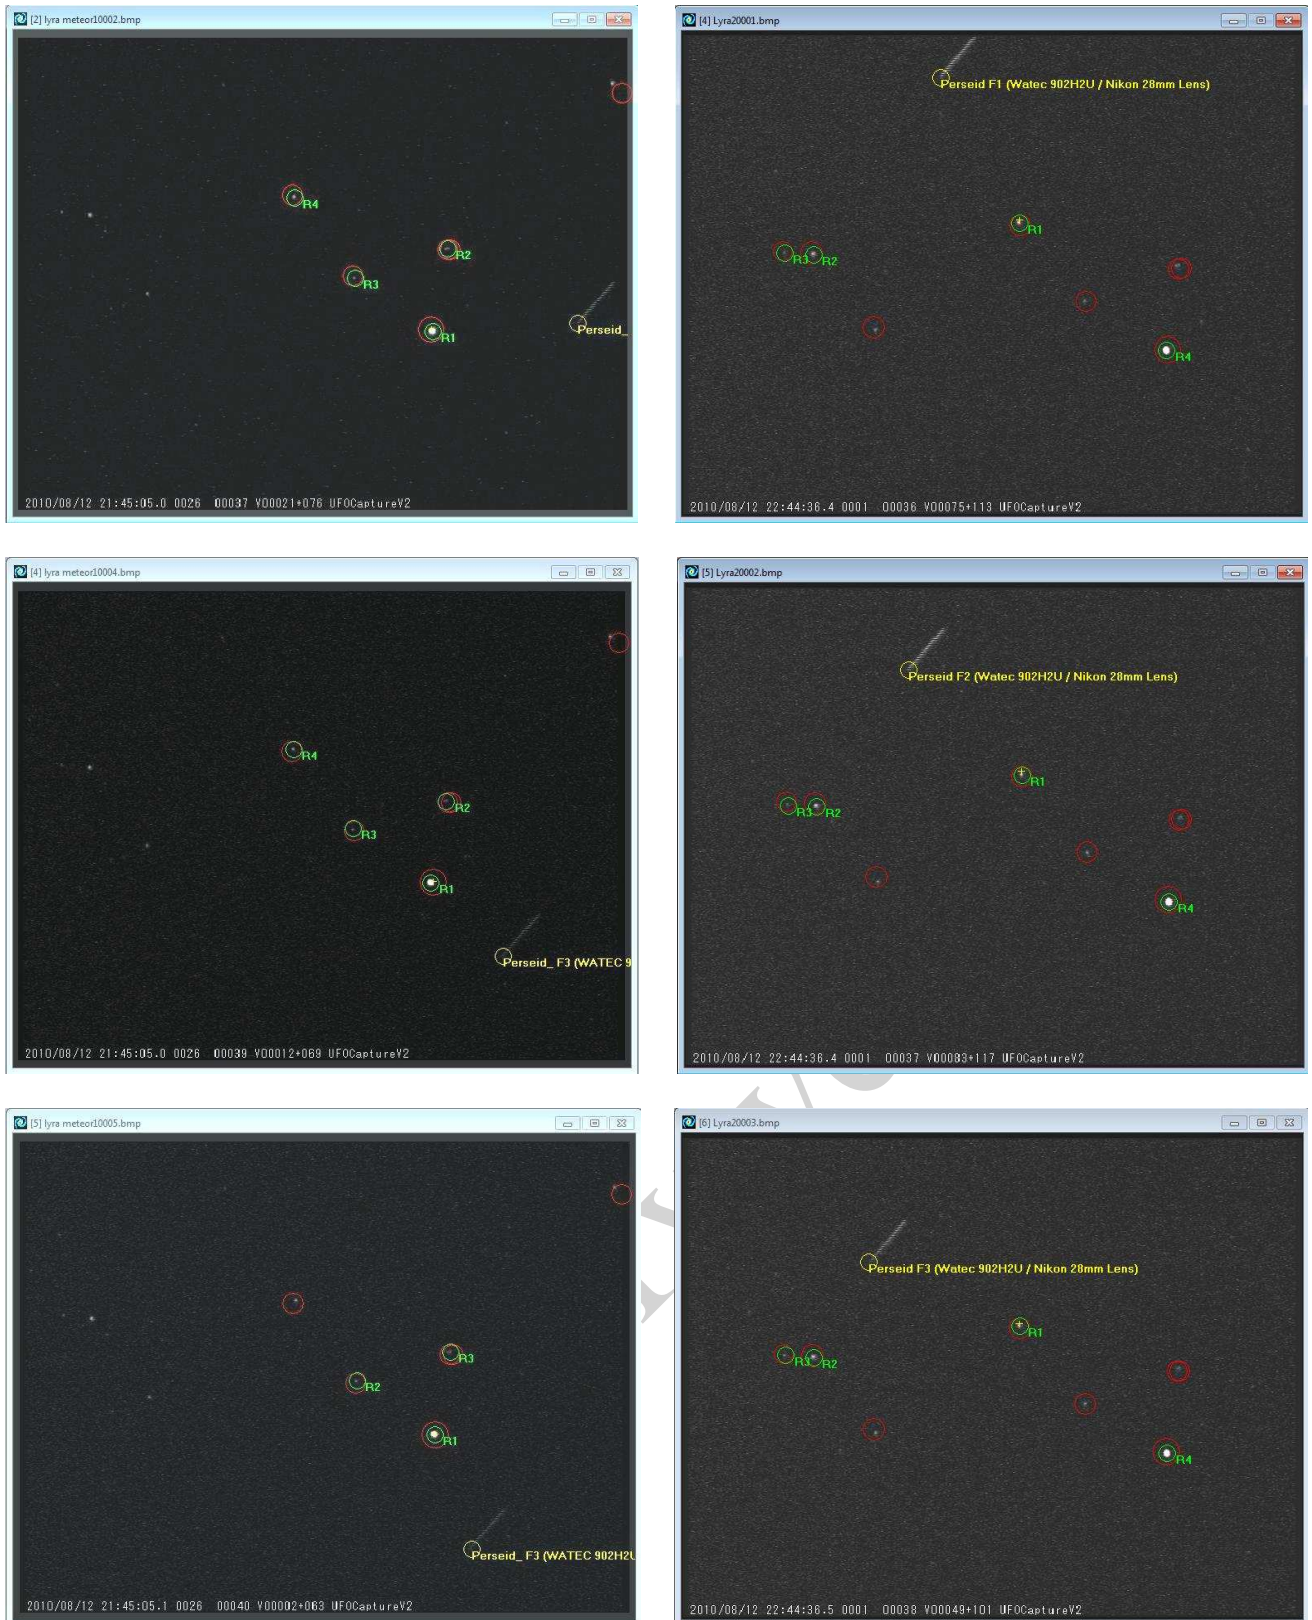 [2] lyra meteor10002.bmp
R4
R2
R3
Perseid_
R1
2010/08/12 21:45:05.0 0026 00037 V00021+076 UFOCaptureV2
[4] Lyra20001.bmp
Perseid F1 (Watec 902H2U / Nikon 28mm Lens)
R1
R3 R2
R4
2010/08/12 22:44:36.4 0001 00036 V00075+113 UFOCaptureV2
[4] lyra meteor10004.bmp
R4
R2
R3
R1
Perseid_ F3 (WATEC 9
2010/08/12 21:45:05.0 0026 00039 V00012+069 UFOCaptureV2
[5] Lyra20002.bmp
Perseid F2 (Watec 902H2U / Nikon 28mm Lens)
R1
R3 R2
R4
2010/08/12 22:44:36.4 0001 00037 V00083+117 UFOCaptureV2
[5] lyra meteor10005.bmp
R3
R2
R1
Perseid_ F3 (WATEC 902H2U
2010/08/12 21:45:05.1 0026 00040 V00002+063 UFOCaptureV2
[6] Lyra20003.bmp
Perseid F3 (Watec 902H2U / Nikon 28mm Lens)
R1
R3 R2
R4
2010/08/12 22:44:36.5 0001 00038 V00049+101 UFOCaptureV2